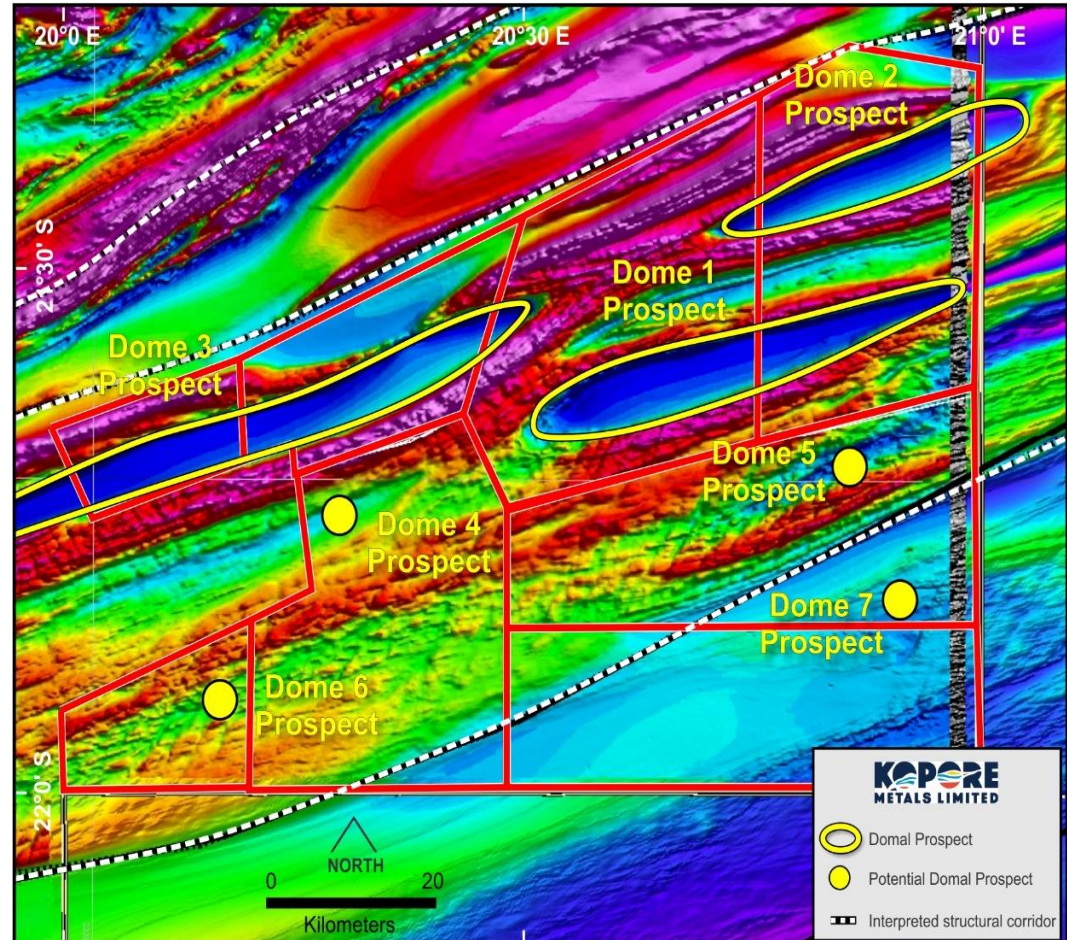 20°0 E
20°30 E
21°0' E
Dome 2
Prospect
21°30' S
Dome 1
Prospect
Dome 3
Prospect
Dome 5
Prospect
Dome 4
Prospect
Dome 7
Prospect
Dome 6
Prospect
22°0' S
NORTH
0 20
Kilometers
KOPORE
METALS LIMITED
Domal Prospect
Potential Domal Prospect
Interpreted structural corridor